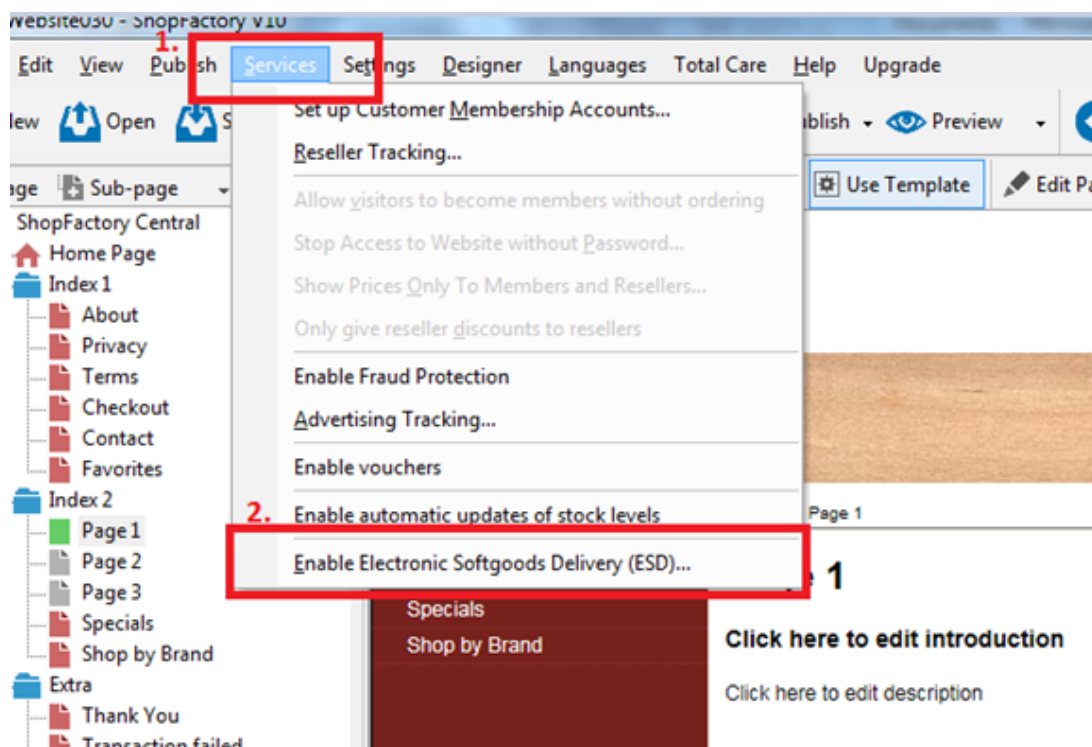 Website030 - ShopFactory V10
1.
Edit View Publish Services Settings Designer Languages Total Care Help Upgrade
Open
Preview
Sub-page
Use Template
Edit
ShopFactory Central
Home Page
Index 1
About
Privacy
Terms
Checkout
Contact
Favorites
Index 2
Page 1
Page 2
Page 3
Specials
Shop by Brand
Extra
Thank You
Transaction failed
Set up Customer Membership Accounts...
Reseller Tracking...
Allow visitors to become members without ordering
Stop Access to Website without Password...
Show Prices Only To Members and Resellers...
Only give reseller discounts to resellers
Enable Fraud Protection
Advertising Tracking...
Enable vouchers
2.
Enable automatic updates of stock levels
Enable Electronic Softgoods Delivery (ESD)...
Specials
Shop by Brand
Page 1
1
Click here to edit introduction
Click here to edit description